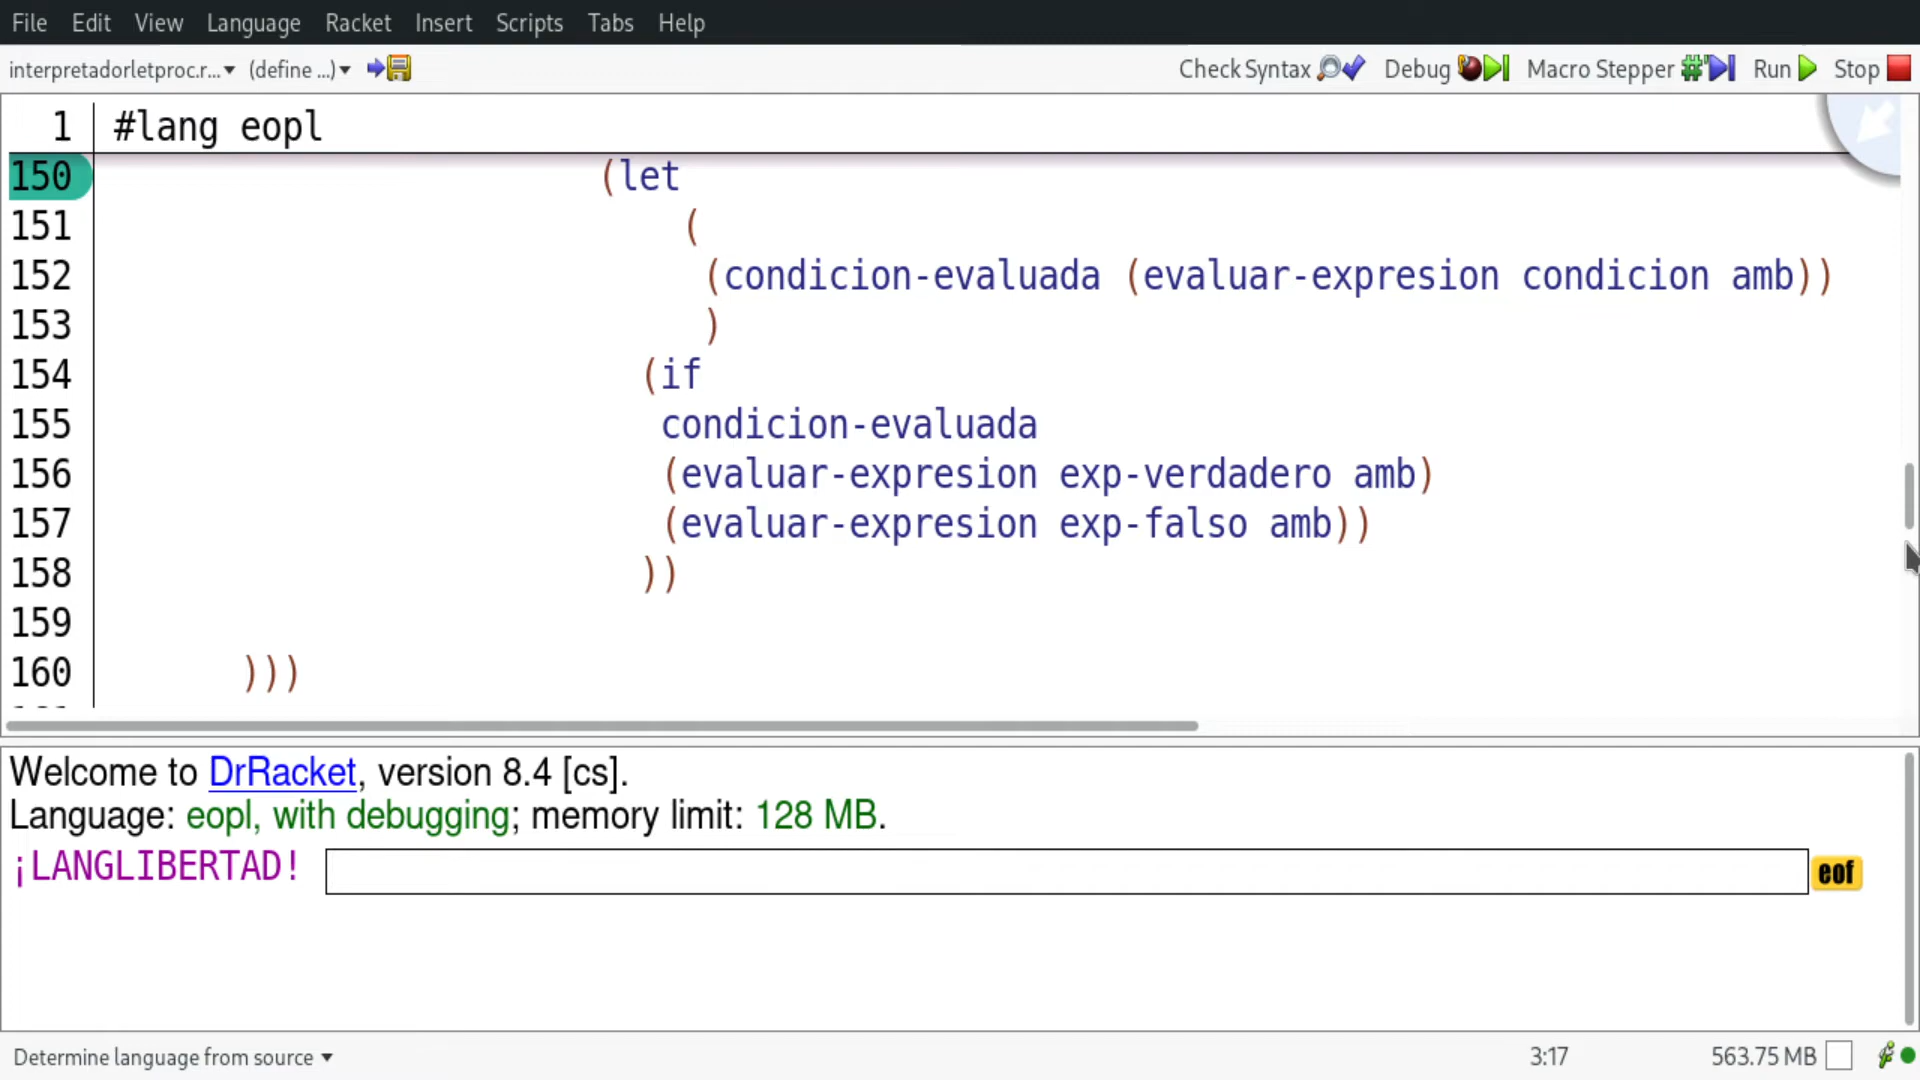 File Edit View Language Racket Insert Scripts Tabs Help
interpretadorletproc.r... (define ...) Check Syntax Debug Macro Stepper Run Stop
1 #lang eopl
150 (let
151 (
152 (condicion-evaluada (evaluar-expresion condicion amb))
153 )
154 (if
155 condicion-evaluada
156 (evaluar-expresion exp-verdadero amb)
157 (evaluar-expresion exp-falso amb))
158 ))
159
160 )))
Welcome to DrRacket, version 8.4 [cs].
Language: eopl, with debugging; memory limit: 128 MB.
¡LANGLIBERTAD! eof
Determine language from source 3:17 563.75 MB